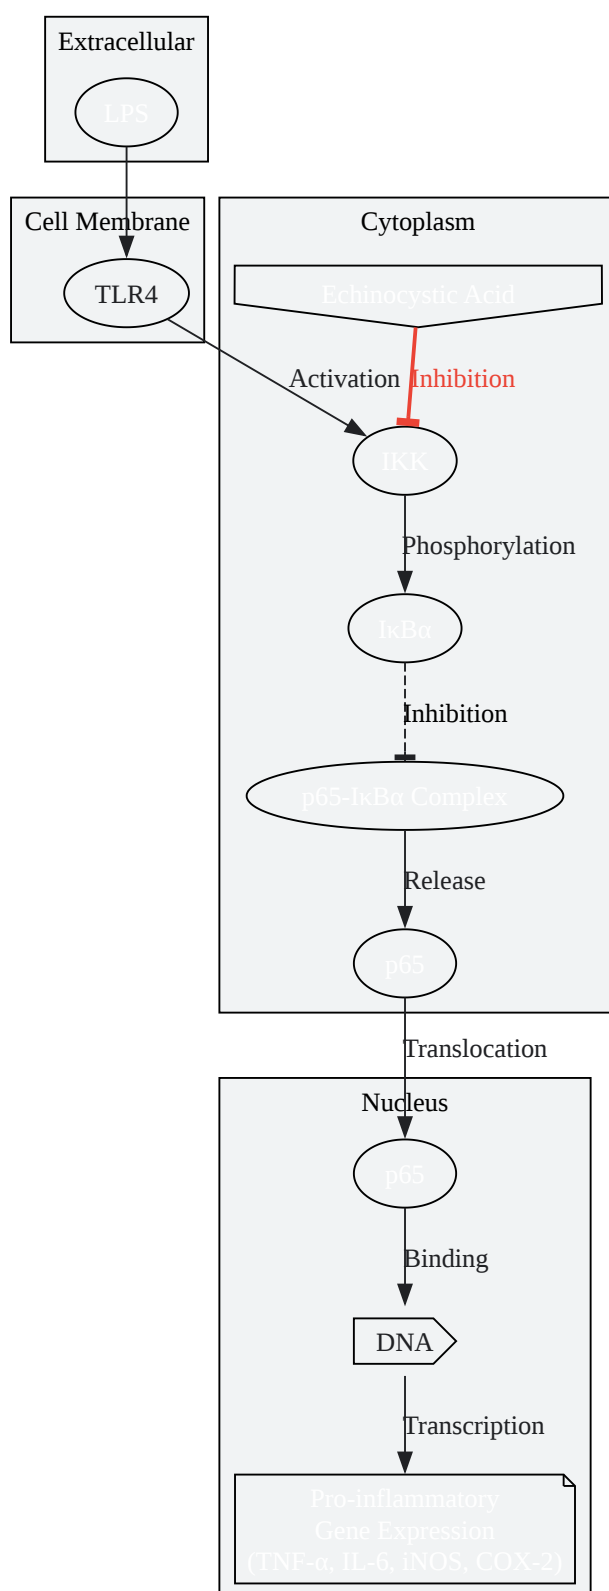 Extracellular
LPS
Cell Membrane
Cytoplasm
TLR4
Echinocystic Acid
Activation
Inhibition
IKK
Phosphorylation
IκBα
Inhibition
p65-IκBα Complex
Release
p65
Translocation
Nucleus
p65
Binding
DNA
Transcription
Pro-inflammatory
Gene Expression
(TNF-α, IL-6, iNOS, COX-2)